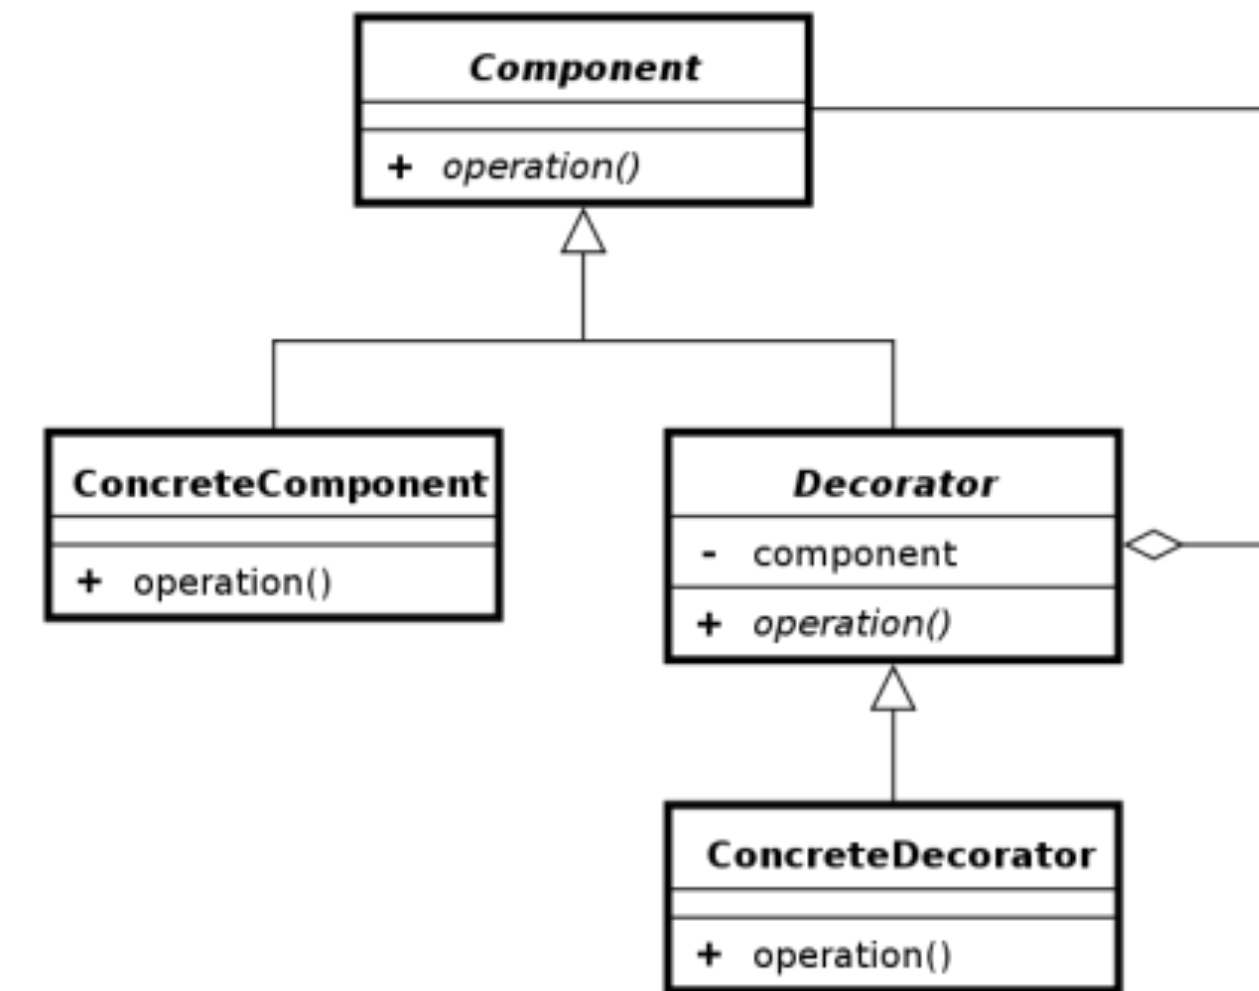 Component
+ operation()
ConcreteComponent
+ operation()
Decorator
- component
+ operation()
ConcreteDecorator
+ operation()